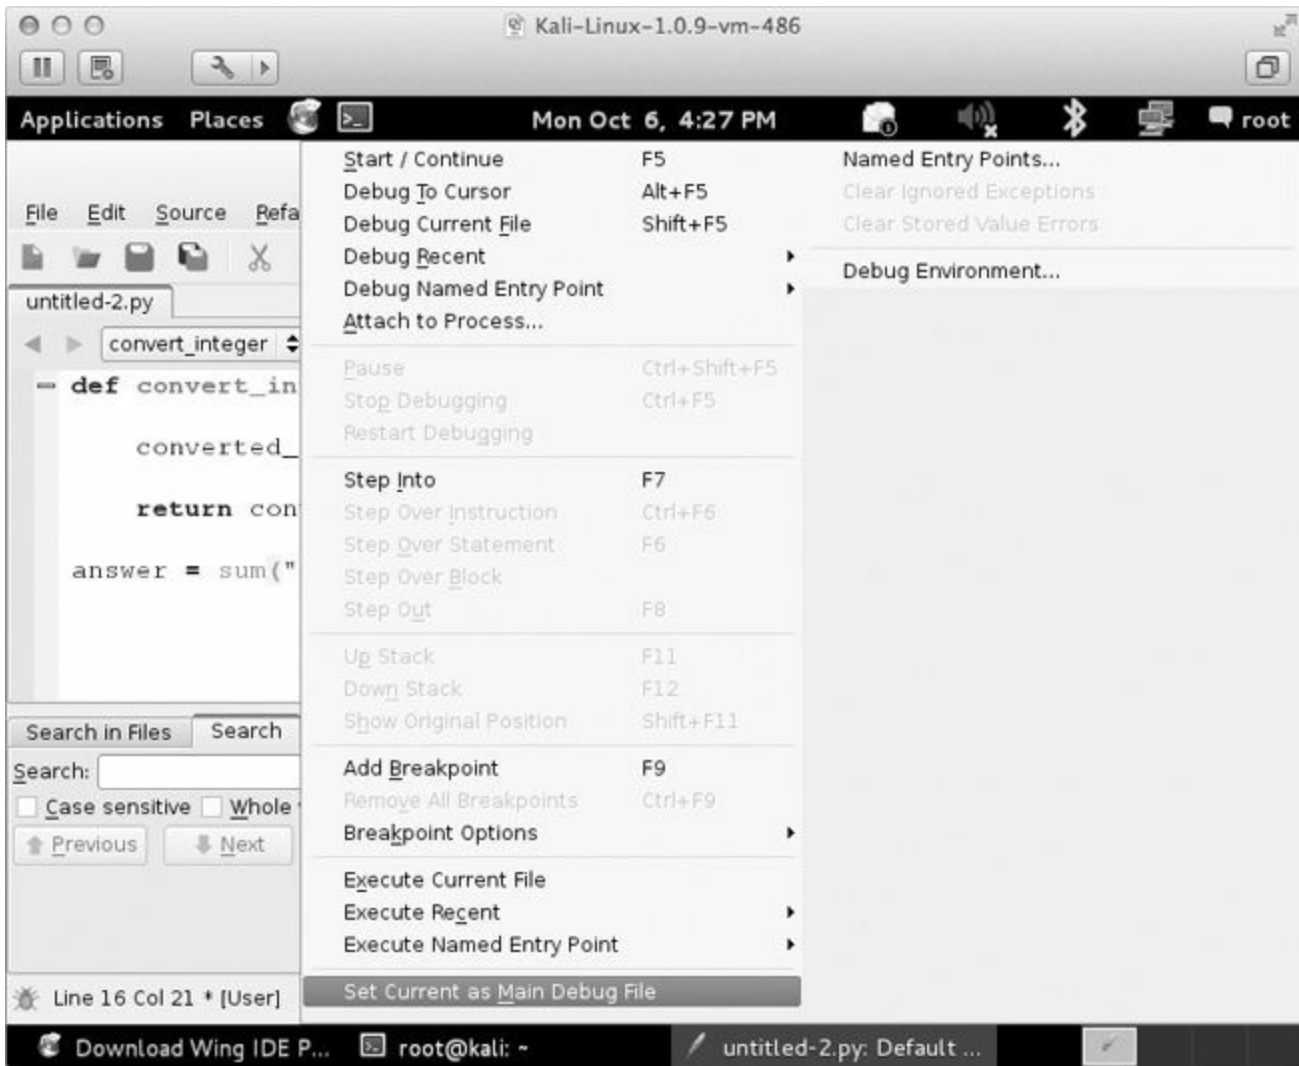 Kali-Linux-1.0.9-vm-486
Applications Places Mon Oct 6, 4:27 PM root
File Edit Source Refa
untitled-2.py
convert_integer
def convert_in
converted_
return con
answer = sum("
Search in Files Search
Search:
Case sensitive Whole
Previous Next
Line 16 Col 21 * [User]
Start / Continue F5
Debug To Cursor Alt+F5
Debug Current File Shift+F5
Debug Recent
Debug Named Entry Point
Attach to Process...
Pause Ctrl+Shift+F5
Stop Debugging Ctrl+F5
Restart Debugging
Step Into F7
Step Over Instruction Ctrl+F6
Step Over Statement F6
Step Over Block
Step Out F8
Up Stack F11
Down Stack F12
Show Original Position Shift+F11
Add Breakpoint F9
Remove All Breakpoints Ctrl+F9
Breakpoint Options
Execute Current File
Execute Recent
Execute Named Entry Point
Set Current as Main Debug File
Named Entry Points...
Clear Ignored Exceptions
Clear Stored Value Errors
Debug Environment...
Download Wing IDE P... root@kali: ~ untitled-2.py: Default ...